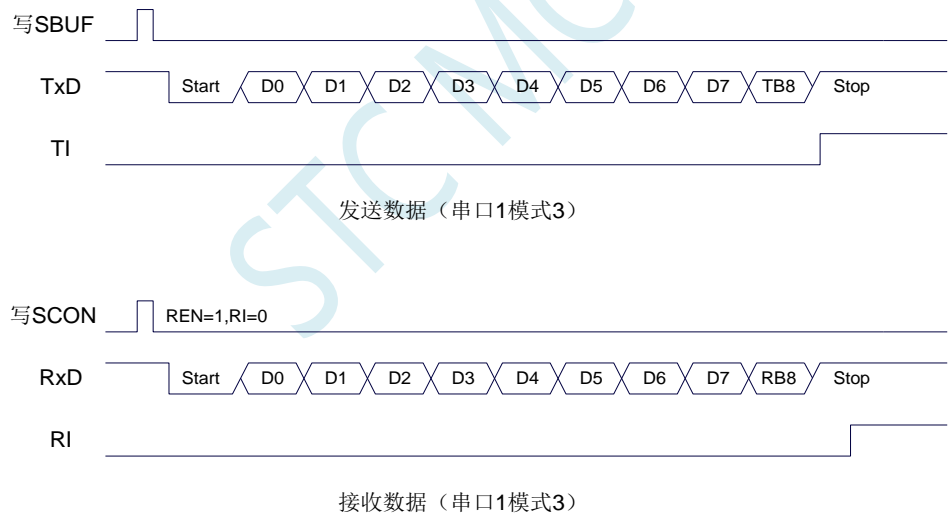 写SBUF
TxD Start D0 D1 D2 D3 D4 D5 D6 D7 TB8 Stop
TI
发送数据（串口1模式3）
写SCON REN=1,RI=0
RxD Start D0 D1 D2 D3 D4 D5 D6 D7 RB8 Stop
RI
接收数据（串口1模式3）
STC MC